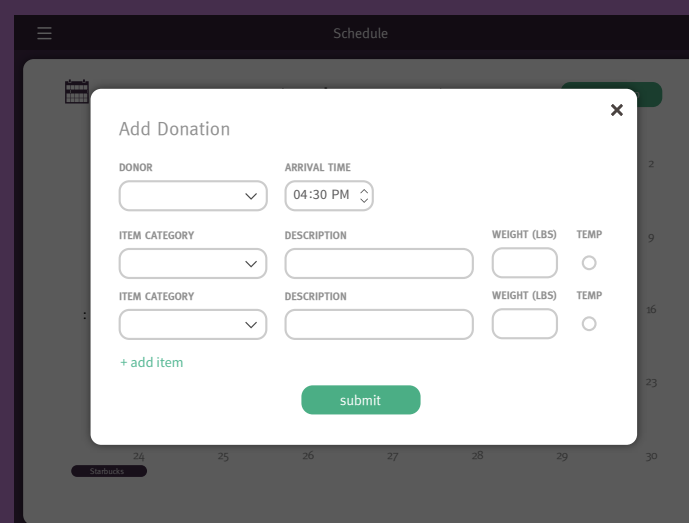 Schedule
Add Donation
DONOR ARRIVAL TIME
04:30 PM
ITEM CATEGORY DESCRIPTION WEIGHT (LBS) TEMP
ITEM CATEGORY DESCRIPTION WEIGHT (LBS) TEMP
+ add item
submit
2
9
16
23
24 25 26 27 28 29 30
Starbucks